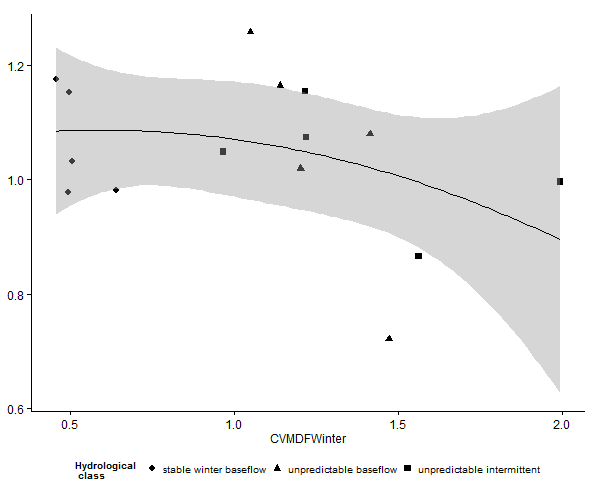 1.2
1.0
0.8
0.6
0.5 1.0 1.5 2.0
CVMDFWinter
Hydrological
class
stable winter baseflow unpredictable baseflow unpredictable intermittent